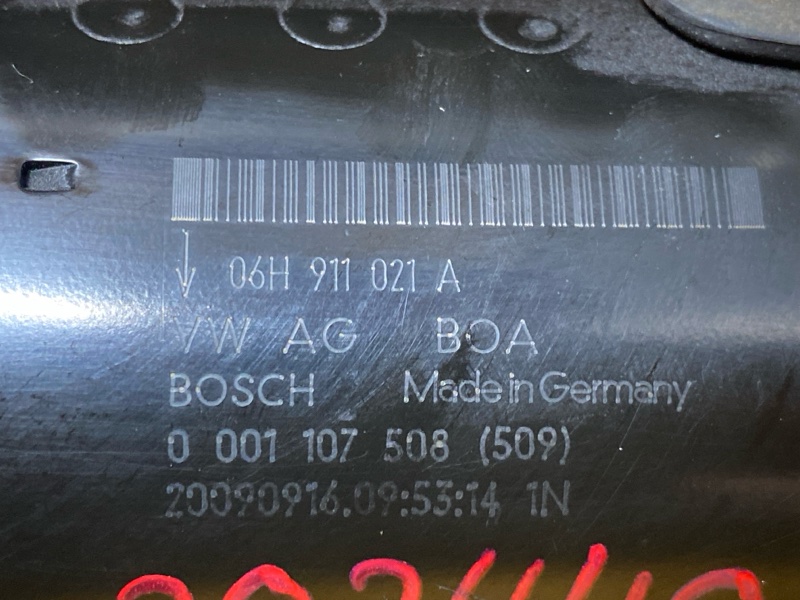 06H 911 021 A
VW AG BOA
BOSCH Made in Germany
0 001 107 508 (509)
20090916.09:53:14 1N